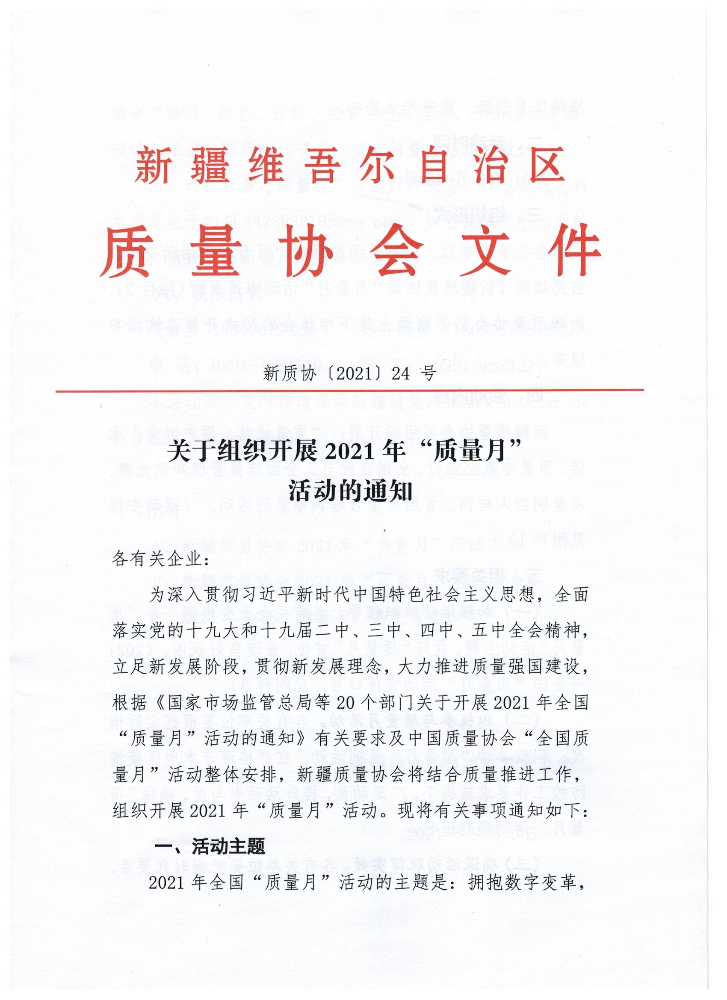 新疆维吾尔自治区
质量协会文件
新质协〔2021〕24 号
关于组织开展 2021 年“质量月”
活动的通知
各有关企业：
为深入贯彻习近平新时代中国特色社会主义思想，全面
落实党的十九大和十九届二中、三中、四中、五中全会精神，
立足新发展阶段，贯彻新发展理念，大力推进质量强国建设，
根据《国家市场监管总局等 20 个部门关于开展 2021 年全国
“质量月”活动的通知》有关要求及中国质量协会“全国质
量月”活动整体安排，新疆质量协会将结合质量推进工作，
组织开展 2021 年“质量月”活动。现将有关事项通知如下：
一、活动主题
2021 年全国“质量月”活动的主题是：拥抱数字变革，